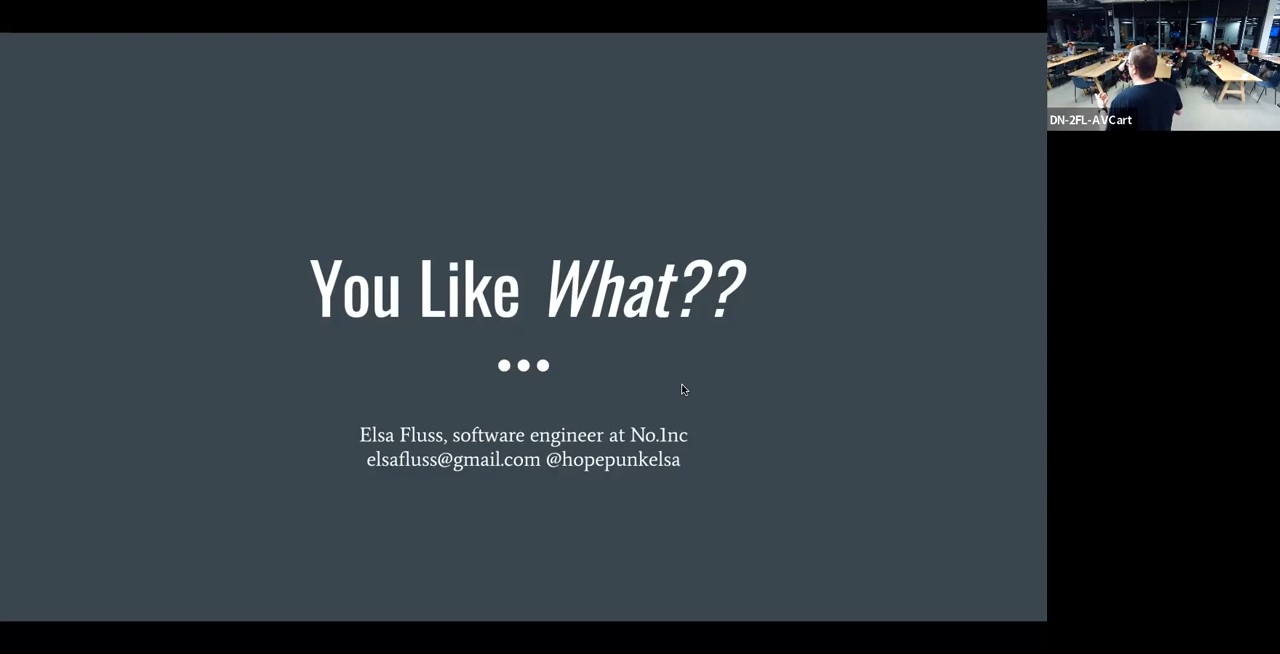 You Like What??
Elsa Fluss, software engineer at No.1nc
elsafluss@gmail.com @hopepunkelsa
DN-2FL-AVCart